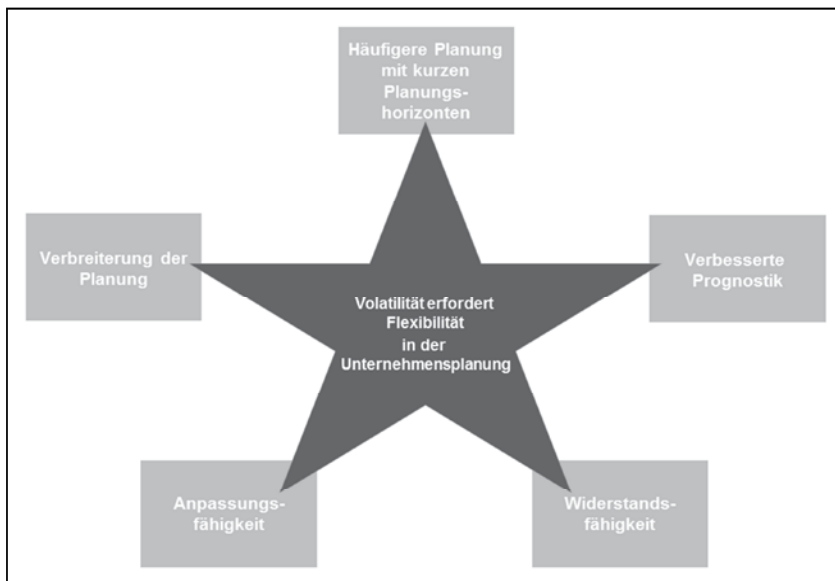 Häufigere Planung
mit kurzen
Planungs-
horizonten
Verbreiterung der
Planung
Verbesserte
Prognostik
Volatilität erfordert
Flexibilität
in der
Unternehmensplanung
Anpassungs-
fähigkeit
Widerstands-
fähigkeit